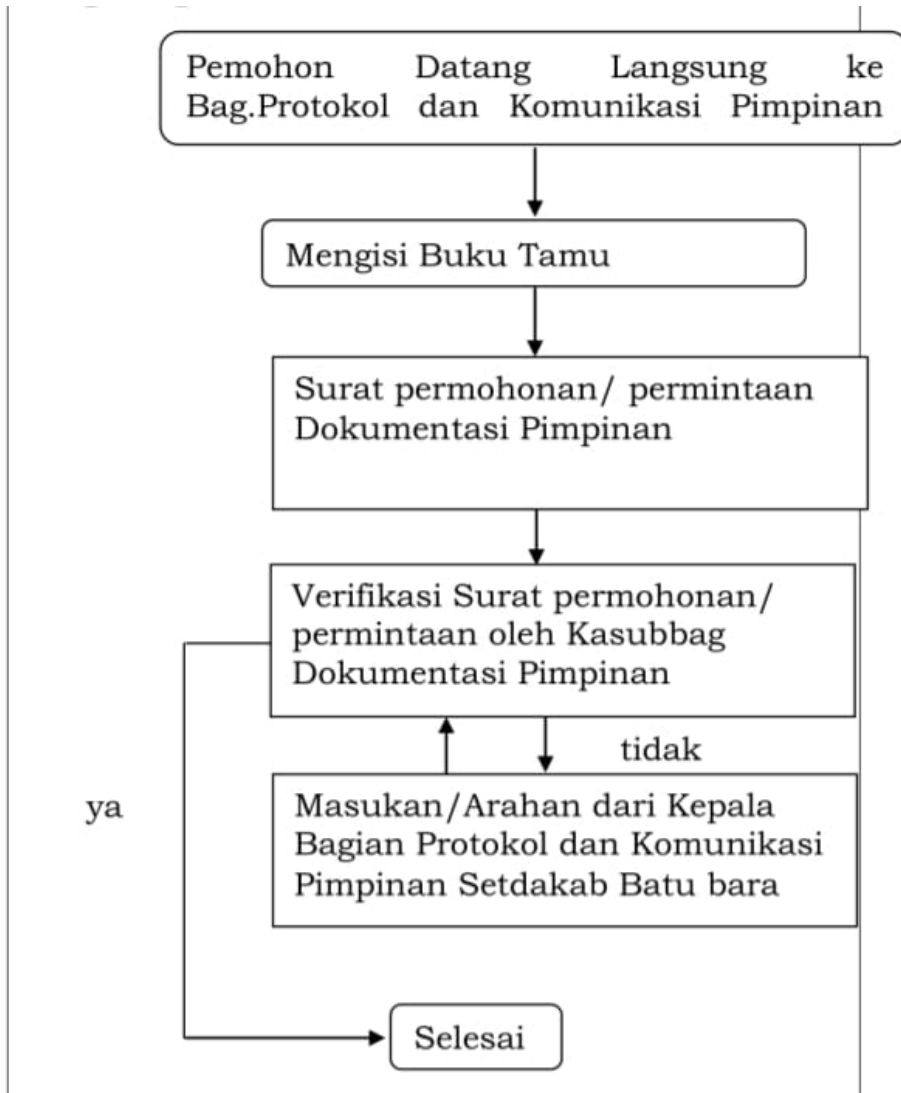 Pemohon Datang Langsung ke
Bag.Protokol dan Komunikasi Pimpinan
Mengisi Buku Tamu
Surat permohonan/ permintaan
Dokumentasi Pimpinan
Verifikasi Surat permohonan/
permintaan oleh Kasubbag
Dokumentasi Pimpinan
tidak
ya
Masukan/Arahan dari Kepala
Bagian Protokol dan Komunikasi
Pimpinan Setdakab Batu bara
Selesai